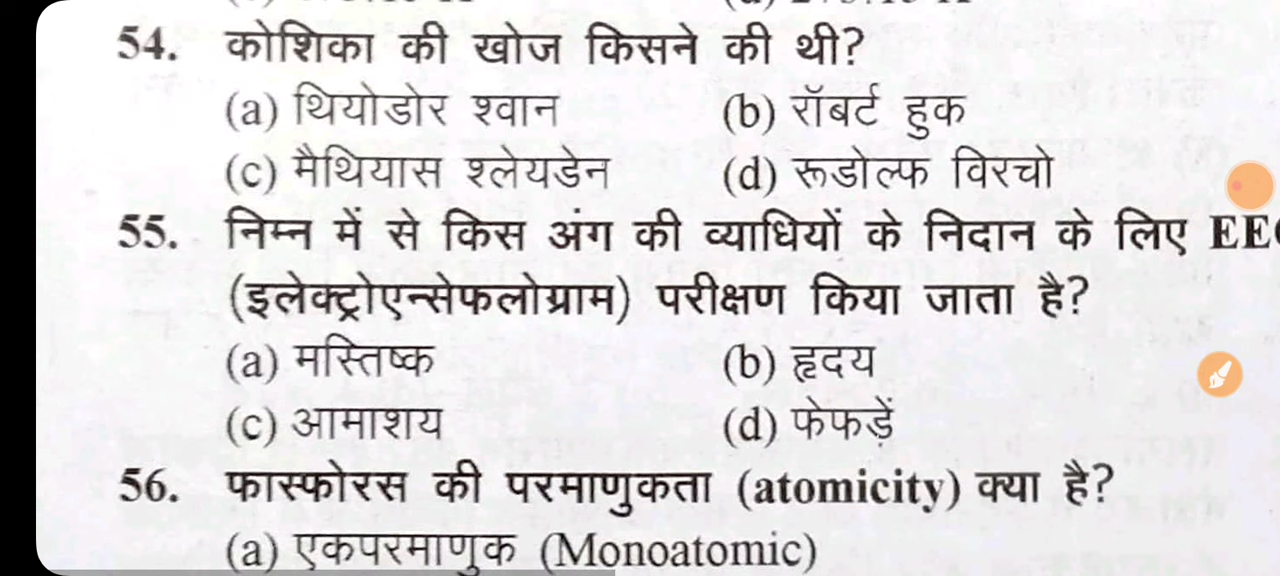 54. कोशिका की खोज किसने की थी?
(a) थियोडोर श्वान (b) रॉबर्ट हुक
(c) मैथियास श्लेयडेन (d) रूडोल्फ विरचो
55. निम्न में से किस अंग की व्याधियों के निदान के लिए
(इलेक्ट्रोएन्सेफलोग्राम) परीक्षण किया जाता है?
(a) मस्तिष्क (b) हृदय
(c) आमाशय (d) फेफड़ें
56. फास्फोरस की परमाणुकता (atomicity) क्या है?
(a) एकपरमाणुक (Monoatomic)